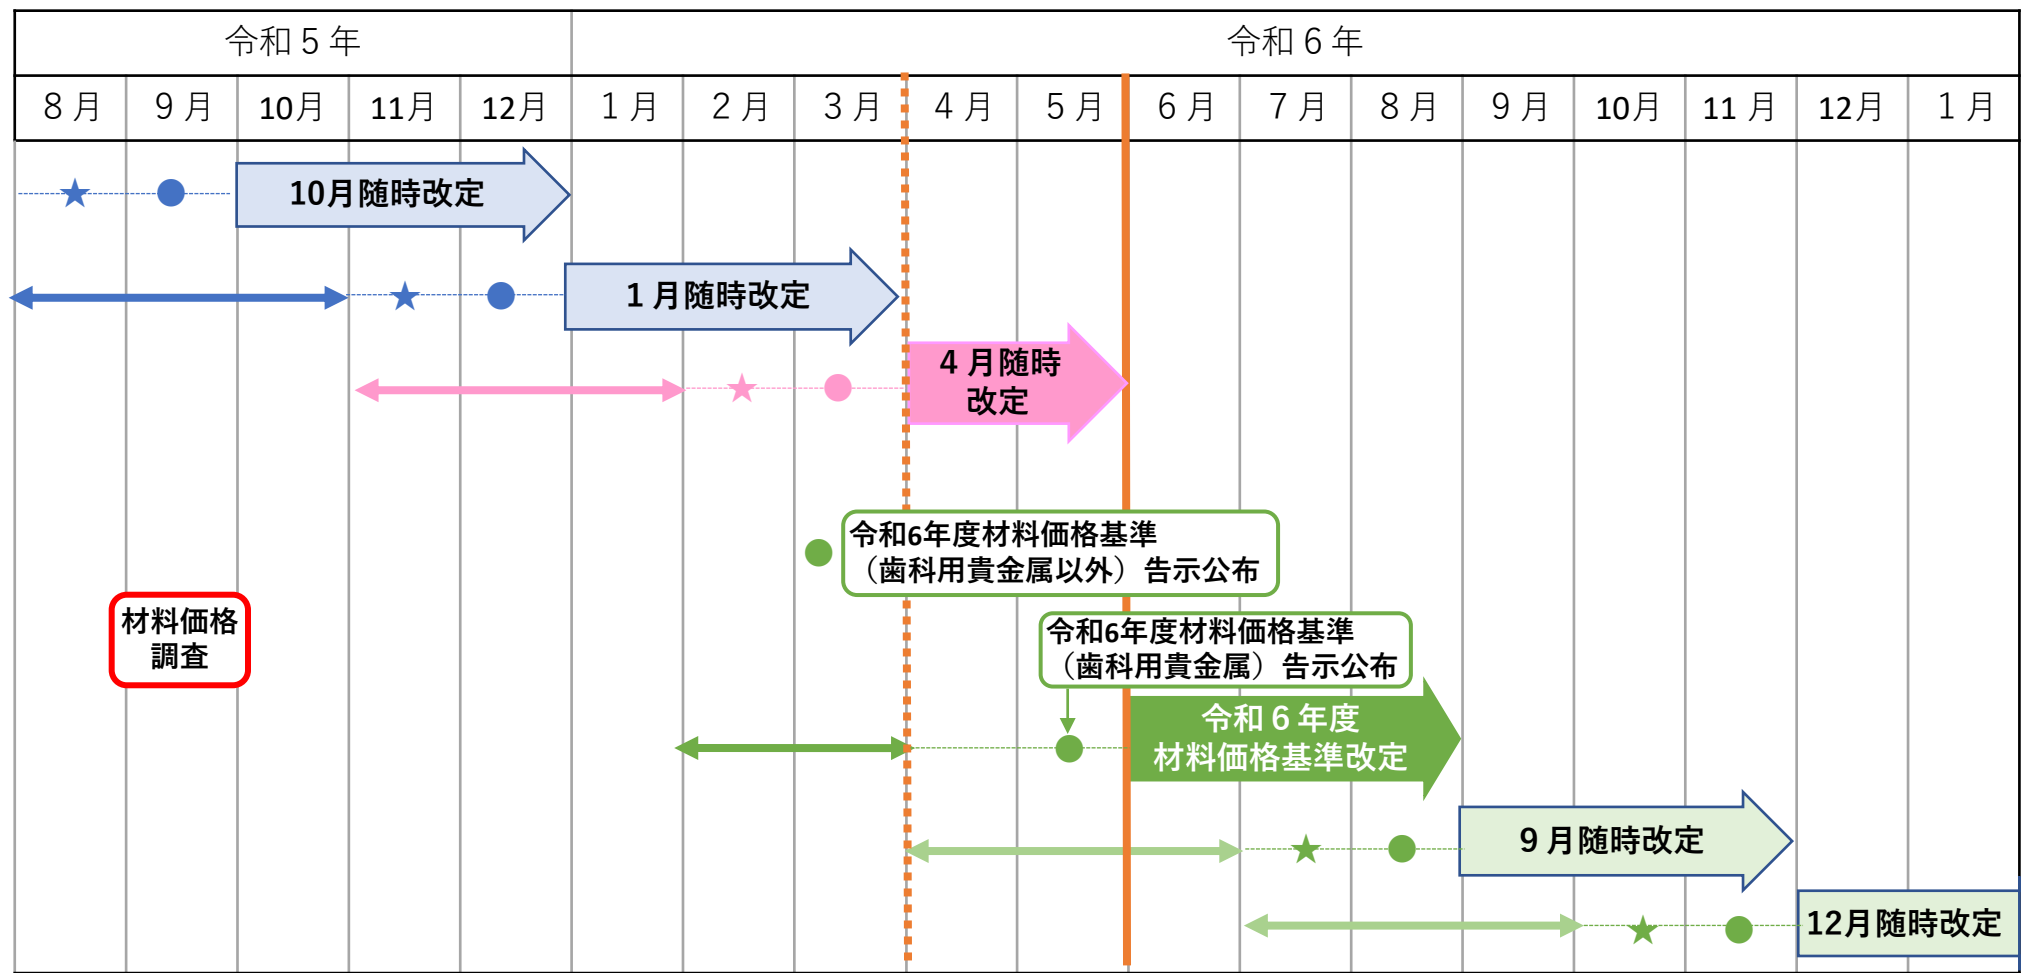 令和５年
令和６年
８月
９月
10月
11月
12月
１月
２月
３月
４月
５月
６月
７月
８月
９月
10月
11月
12月
１月
10月随時改定
１月随時改定
４月随時
改定
令和6年度材料価格基準
（歯科用貴金属以外）告示公布
材料価格
調査
令和6年度材料価格基準
（歯科用貴金属）告示公布
令和６年度
材料価格基準改定
９月随時改定
12月随時改定